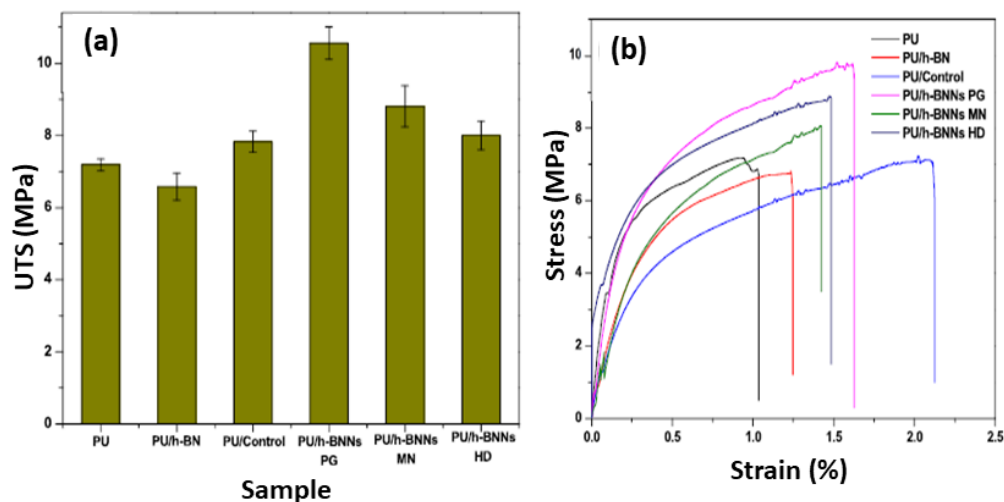 (a)
UTS (MPa)
10
8
6
4
2
0
PU
PU/h-BN
PU/Control
PU/h-BNNs
PG
PU/h-BNNs
MN
PU/h-BNNs
HD
Sample
(b)
PU
PU/h-BN
PU/Control
PU/h-BNNs PG
PU/h-BNNs MN
PU/h-BNNs HD
Stress (MPa)
10
8
6
4
2
0
0.0
0.5
1.0
1.5
2.0
2.5
Strain (%)